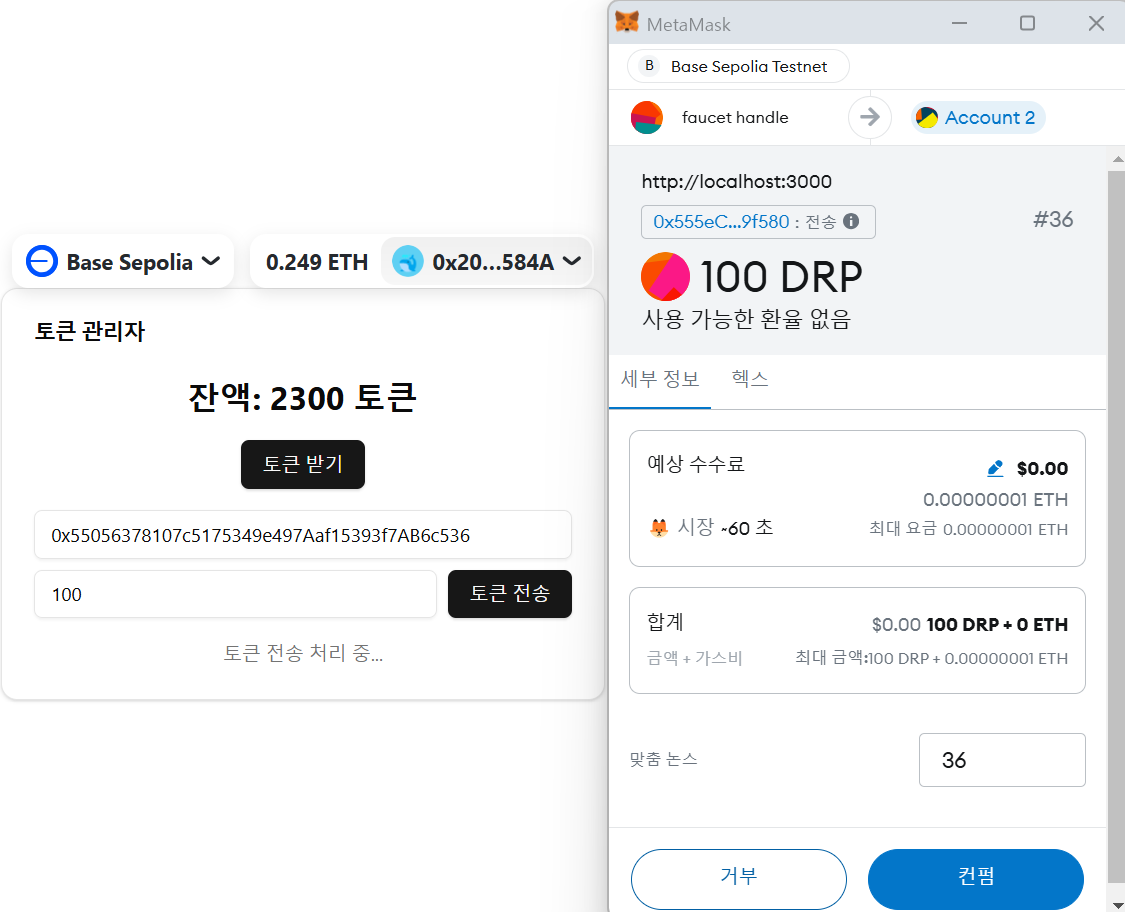 Base Sepolia
0.249 ETH
0x20...584A
토큰 관리자
잔액: 2300 토큰
토큰 받기
0x55056378107c5175349e497Aaf15393f7AB6c536
100
토큰 전송
토큰 전송 처리 중...
MetaMask
B Base Sepolia Testnet
faucet handle
Account 2
http://localhost:3000
0x555eC...9f580 : 전송
#36
100 DRP
사용 가능한 환율 없음
세부 정보
헥스
예상 수수료
$0.00
0.00000001 ETH
시장 ~60 초
최대 요금 0.00000001 ETH
합계
$0.00 100 DRP + 0 ETH
금액 + 가스비
최대 금액:100 DRP + 0.00000001 ETH
맞춤 논스
36
거부
컨펌